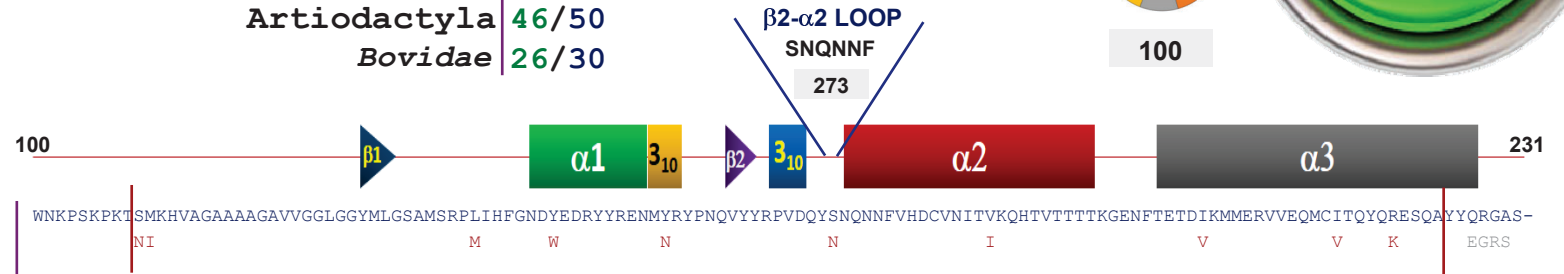 Artiodactyla 46/50
Bovidae 26/30
β2-α2 LOOP
SNQNNF
273
100
100
β1
α1
3₁₀
β2
3₁₀
α2
α3
231
WNKPSKPKTSMKHVAGAAAAGAVVGGLGGYMLGSAMSRPLIHFGNDYEDRYYRENMYRYPNQVYYRPVDQYSNQNNFVHDCVNITVKQHTVTTTTKGENFTETDIKMMERVVEQMCITQYQRESQAYYQRGAS-
NI M W N N I V V K EGRS